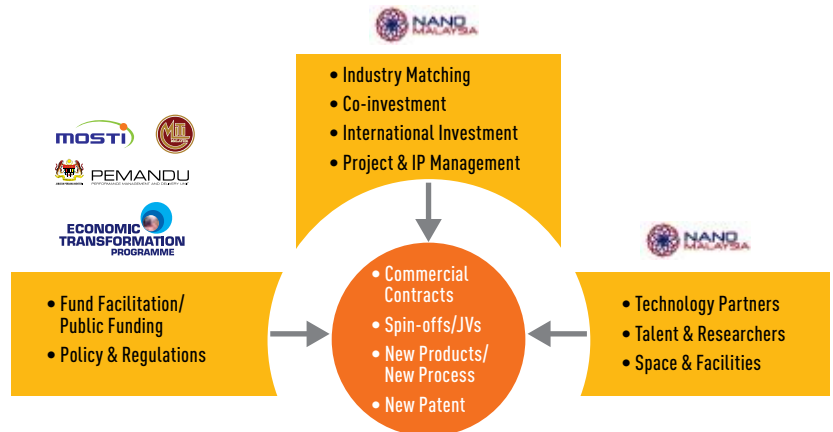 NANO
MALAYSIA
• Industry Matching
• Co-investment
• International Investment
• Project & IP Management
MOSTI
MITI
MALAYSIA
PEMANDU
PERFORMANCE MANAGEMENT AND DELIVERY UNIT
ECONOMIC
TRANSFORMATION
PROGRAMME
NANO
MALAYSIA
• Fund Facilitation/
Public Funding
• Policy & Regulations
• Commercial
Contracts
• Spin-offs/JVs
• New Products/
New Process
• New Patent
• Technology Partners
• Talent & Researchers
• Space & Facilities